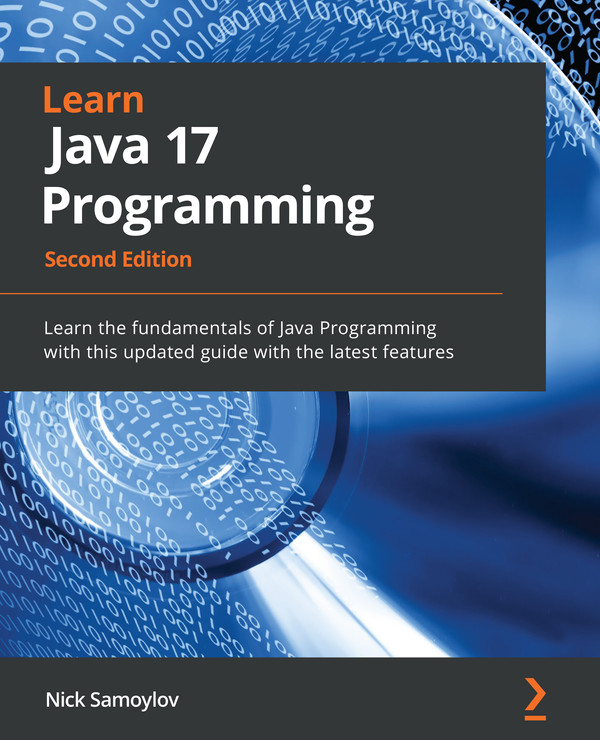 Learn
Java 17
Programming
Second Edition
Learn the fundamentals of Java Programming
with this updated guide with the latest features
Nick Samoylov